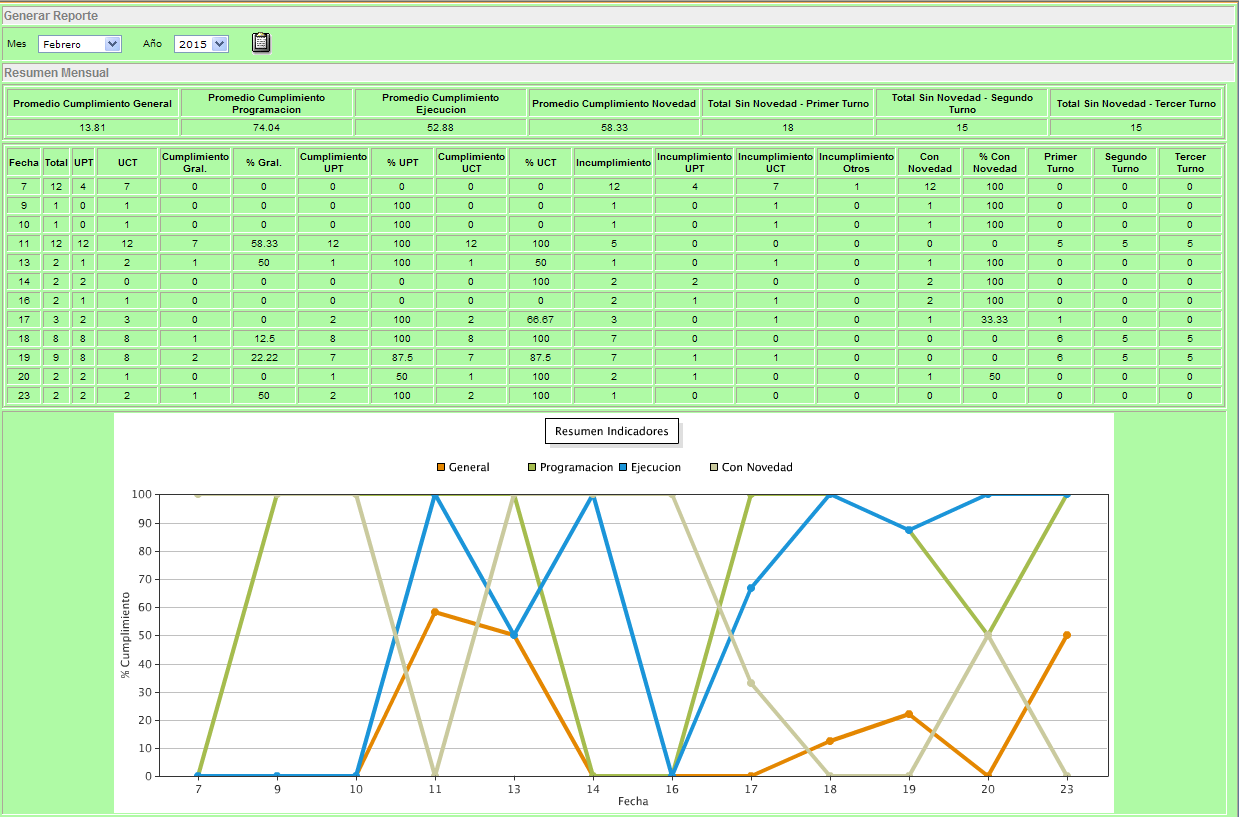 Generar Reporte
Mes Febrero Año 2015
Resumen Mensual
Promedio Cumplimiento General Promedio Cumplimiento Programacion Promedio Cumplimiento Ejecucion Promedio Cumplimiento Novedad Total Sin Novedad - Primer Turno Total Sin Novedad - Segundo Turno Total Sin Novedad - Tercer Turno
13.81 74.04 52.88 58.33 18 15 15
Fecha Total UPT UCT Cumplimiento Gral. % Gral. Cumplimiento UPT % UPT Cumplimiento UCT % UCT Incumplimiento Incumplimiento UPT Incumplimiento UCT Incumplimiento Otros Con Novedad % Con Novedad Primer Turno Segundo Turno Tercer Turno
7 12 4 7 0 0 0 0 0 0 12 4 7 1 12 100 0 0 0
9 1 0 1 0 0 0 100 0 0 1 0 1 0 1 100 0 0 0
10 1 0 1 0 0 0 100 0 0 1 0 1 0 1 100 0 0 0
11 12 12 12 7 58.33 12 100 12 100 5 0 0 0 0 0 5 5 5
13 2 1 2 1 50 1 100 1 50 1 0 1 0 1 100 0 0 0
14 2 2 0 0 0 0 0 0 100 2 2 0 0 2 100 0 0 0
16 2 1 1 0 0 0 0 0 0 2 1 1 0 2 100 0 0 0
17 3 2 3 0 0 2 100 2 66.67 3 0 1 0 1 33.33 1 0 0
18 8 8 8 1 12.5 8 100 8 100 7 0 0 0 0 0 6 5 5
19 9 8 8 2 22.22 7 87.5 7 87.5 7 1 1 0 0 0 6 5 5
20 2 2 1 0 0 1 50 1 100 2 1 0 0 1 50 0 0 0
23 2 2 2 1 50 2 100 2 100 1 0 0 0 0 0 0 0 0
Resumen Indicadores
General Programacion Ejecucion Con Novedad
100
90
80
70
60
50
40
30
20
10
0
% Cumplimiento
7 9 10 11 13 14 16 17 18 19 20 23
Fecha